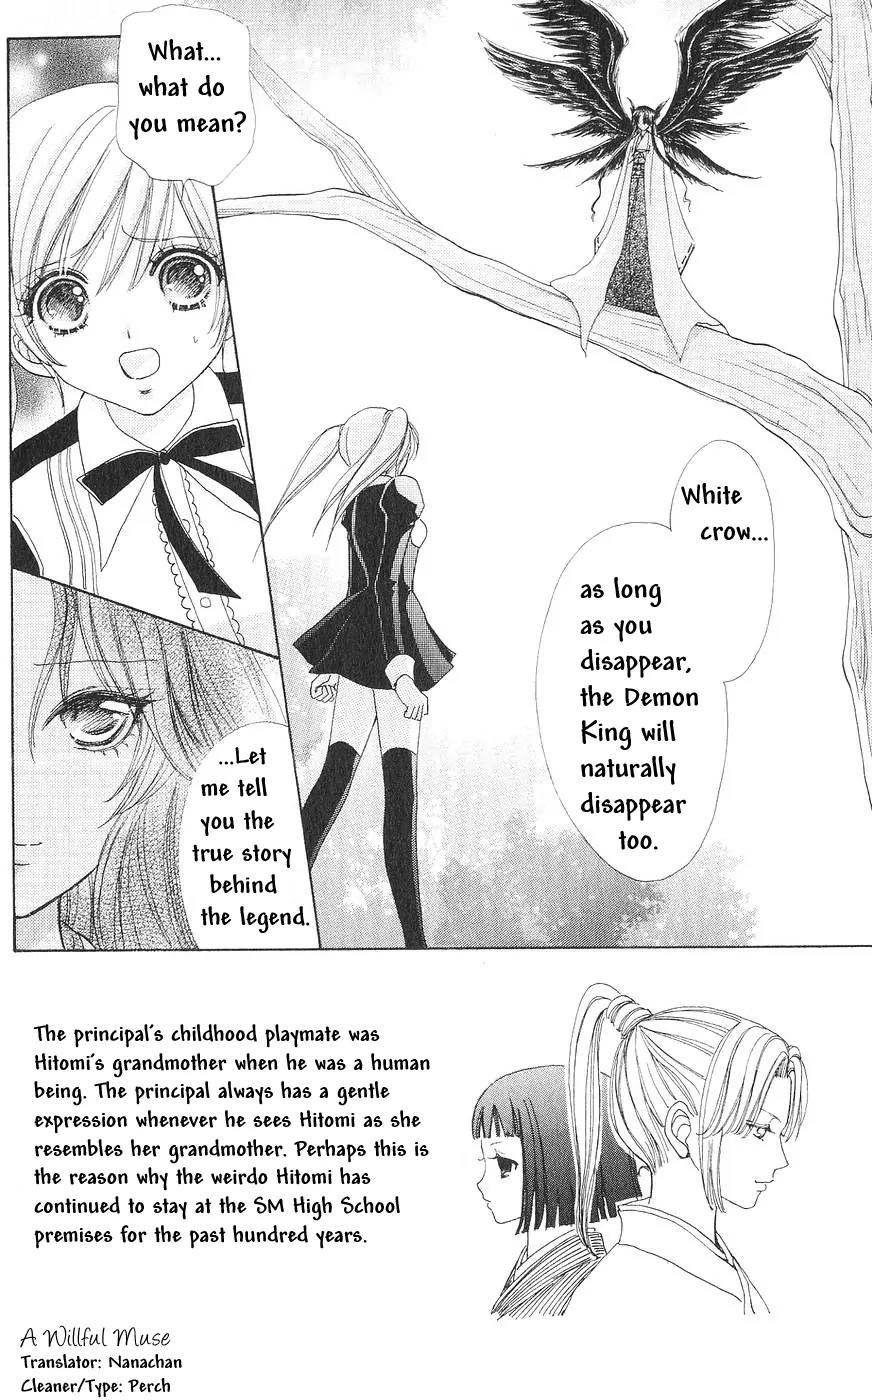 What...
what do
you mean?
White
crow...
as long
as you
disappear,
the Demon
King will
naturally
disappear
too.
...Let
me tell
you the
true story
behind
the legend.
The principal's childhood playmate was
Hitomi's grandmother when he was a human
being. The principal always has a gentle
expression whenever he sees Hitomi as she
resembles her grandmother. Perhaps this is
the reason why the weirdo Hitomi has
continued to stay at the SM High School
premises for the past hundred years.
A Willful Muse
Translator: Nanachan
Cleaner/Type: Perch